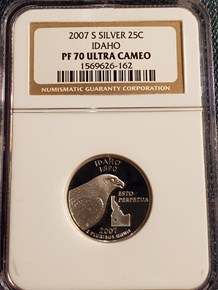 2007 S SILVER 25C
IDAHO
PF 70 ULTRA CAMEO
1569626-162
NUMISMATIC GUARANTY CORPORATION
IDAHO
1890
ESTO
PERPETUA
2007
E PLURIBUS UNUM